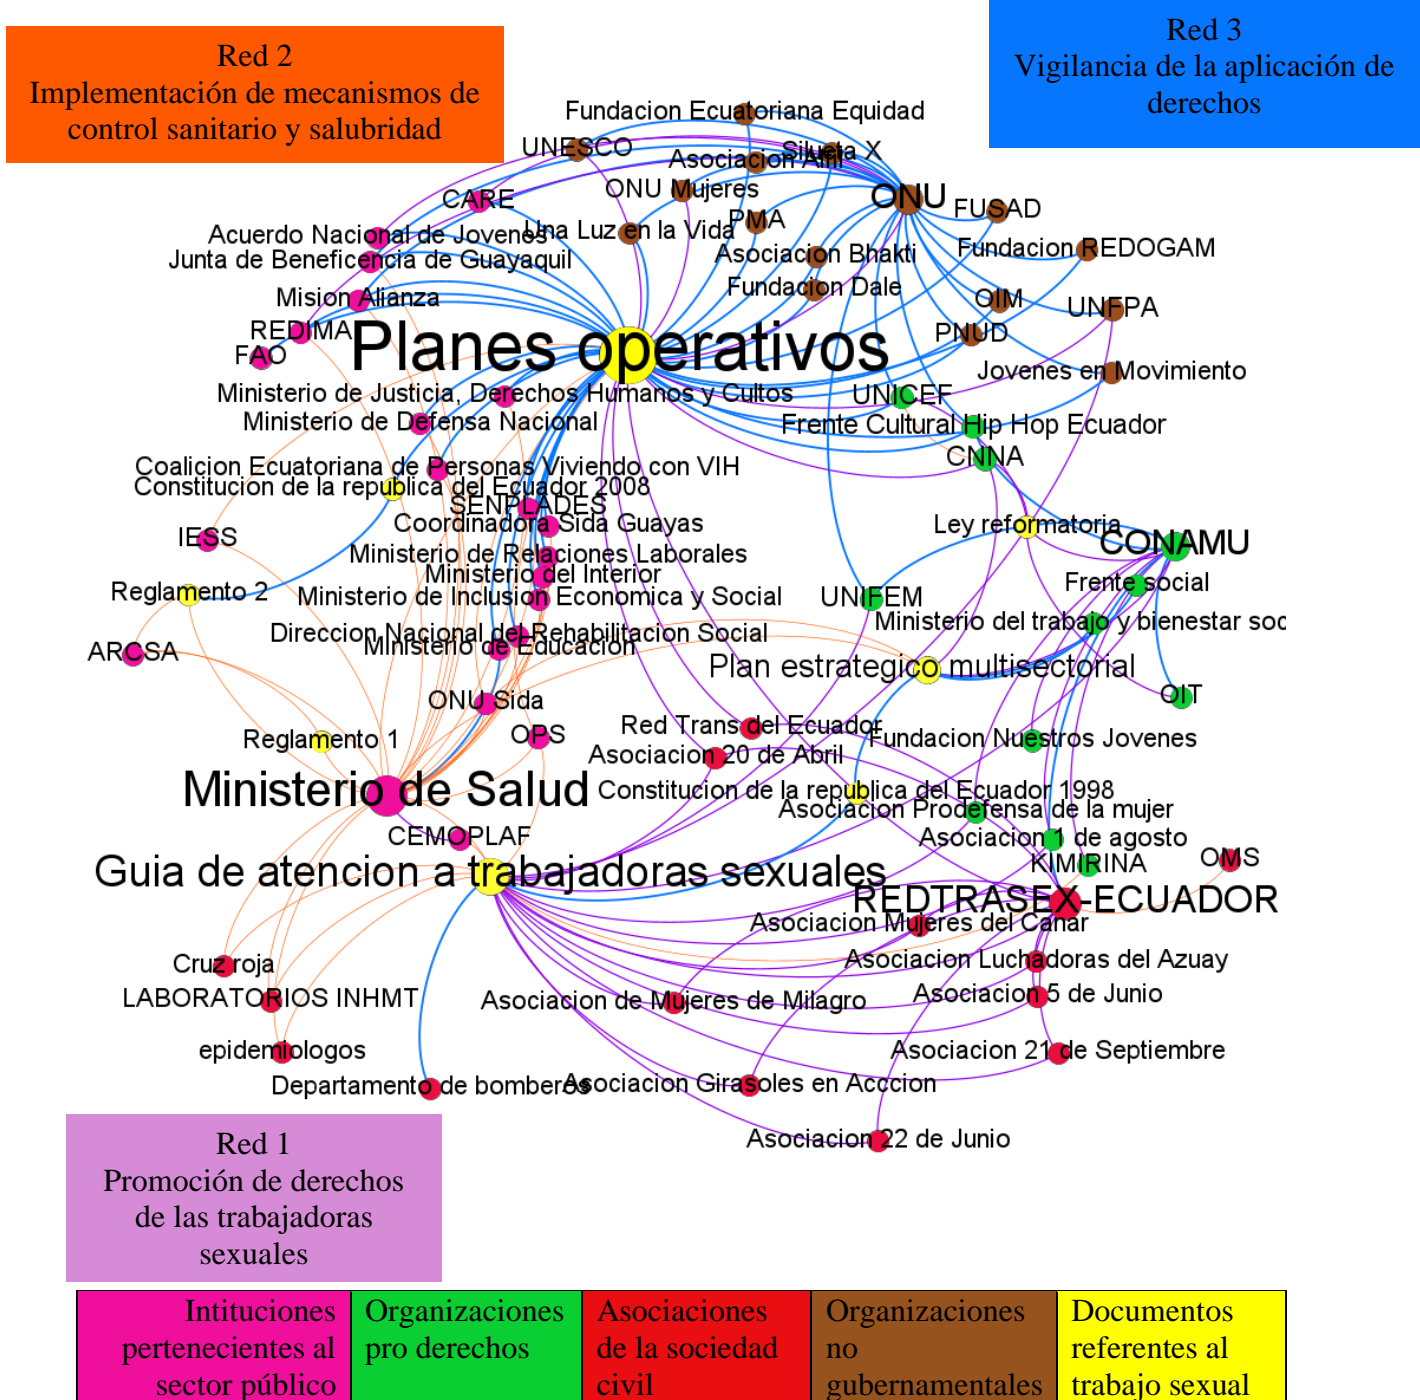 Red 2
Implementación de mecanismos de
control sanitario y salubridad
Red 3
Vigilancia de la aplicación de
derechos
Fundacion Ecuatoriana Equidad
UNESCO
Silueta X
Asociacion Alfil
CARE
ONU Mujeres
ONU
FUSAD
PMA
Una Luz en la Vida
Acuerdo Nacional de Jovenes
Junta de Beneficencia de Guayaquil
Asociacion Bhakti
Fundacion REDOGAM
Fundacion Dale
Mision Alianza
OIM
UNFPA
REDIMA
PNUD
FAO
Planes operativos
Jovenes en Movimiento
Ministerio de Justicia, Derechos Humanos y Cultos
UNICEF
Ministerio de Defensa Nacional
Frente Cultural Hip Hop Ecuador
CNNA
Coalicion Ecuatoriana de Personas Viviendo con VIH
Constitucion de la republica del Ecuador 2008
SENPLADES
Coordinadora Sida Guayas
Ley reformatoria
IESS
CONAMU
Ministerio de Relaciones Laborales
Ministerio del Interior
Frente social
Reglamento 2
Ministerio de Inclusion Economica y Social
UNIFEM
Ministerio del trabajo y bienestar soc
Direccion Nacional del Rehabilitacion Social
Ministerio de Educacion
ARCSA
Plan estrategico multisectorial
ONU Sida
OIT
Red Trans del Ecuador
Reglamento 1
OPS
Fundacion Nuestros Jovenes
Asociacion 20 de Abril
Ministerio de Salud
Constitucion de la republica del Ecuador 1998
Asociacion Prodefensa de la mujer
CEMOPLAF
Asociacion 1 de agosto
KIMIRINA
OMS
Guia de atencion a trabajadoras sexuales
REDTRASEX-ECUADOR
Asociacion Mujeres del Canar
Cruz roja
Asociacion Luchadoras del Azuay
LABORATORIOS INHMT
Asociacion de Mujeres de Milagro
Asociacion 5 de Junio
epidemiologos
Asociacion 21 de Septiembre
Departamento de bomberos
Asociacion Girasoles en Acccion
Asociacion 22 de Junio
Red 1
Promoción de derechos
de las trabajadoras
sexuales
Intituciones
pertenecientes al
sector público
Organizaciones
pro derechos
Asociaciones
de la sociedad
civil
Organizaciones
no
gubernamentales
Documentos
referentes al
trabajo sexual